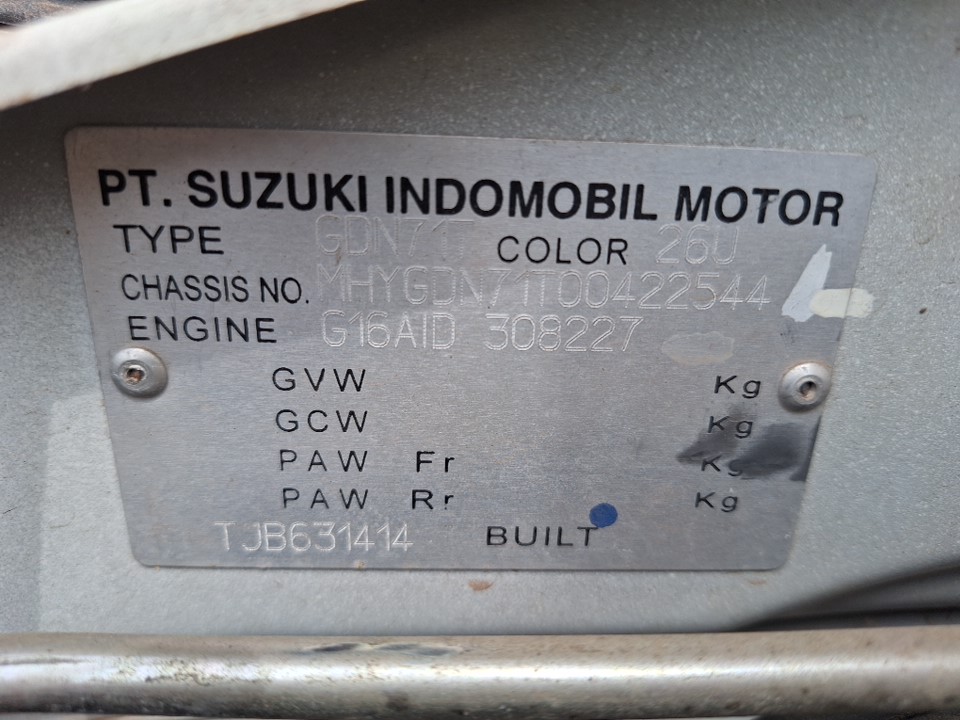 PT. SUZUKI INDOMOBIL MOTOR
TYPE GDN71T COLOR 26U
CHASSIS NO. MHYGDN71T00422544
ENGINE G16AID 308227
GVW Kg
GCW Kg
PAW Fr Kg
PAW Rr Kg
TJB631414 BUILT